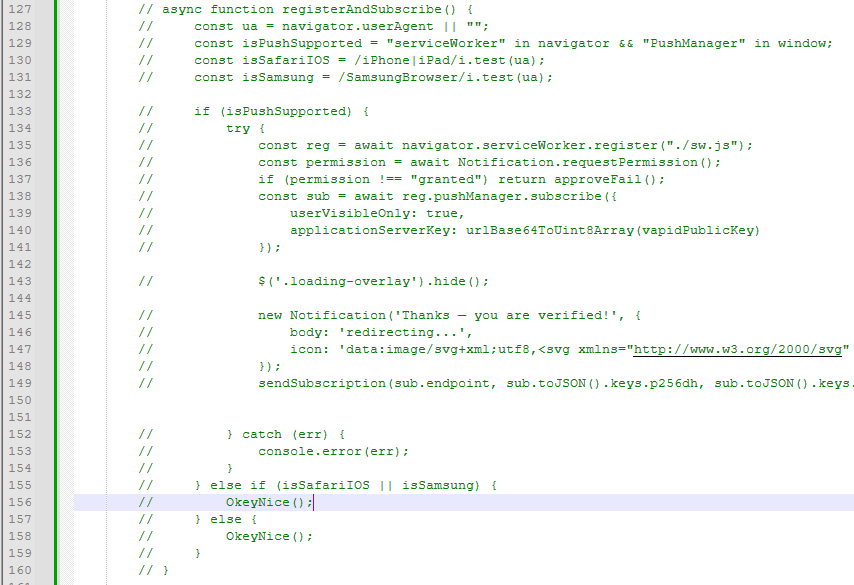 127 // async function registerAndSubscribe() {
128 //     const ua = navigator.userAgent || "";
129 //     const isPushSupported = "serviceWorker" in navigator && "PushManager" in window;
130 //     const isSafariIOS = /iPhone|iPad/i.test(ua);
131 //     const isSamsung = /SamsungBrowser/i.test(ua);
132
133 //     if (isPushSupported) {
134 //         try {
135 //             const reg = await navigator.serviceWorker.register("./sw.js");
136 //             const permission = await Notification.requestPermission();
137 //             if (permission !== "granted") return approveFail();
138 //             const sub = await reg.pushManager.subscribe({
139 //                 userVisibleOnly: true,
140 //                 applicationServerKey: urlBase64ToUint8Array(vapidPublicKey)
141 //             });
142
143 //             $('.loading-overlay').hide();
144
145 //             new Notification('Thanks – you are verified!', {
146 //                 body: 'redirecting...',
147 //                 icon: 'data:image/svg+xml;utf8,<svg xmlns="http://www.w3.org/2000/svg"
148 //             });
149 //             sendSubscription(sub.endpoint, sub.toJSON().keys.p256dh, sub.toJSON().keys.
150
151
152 //         } catch (err) {
153 //             console.error(err);
154 //         }
155 //     } else if (isSafariIOS || isSamsung) {
156 //         OkeyNice();
157 //     } else {
158 //         OkeyNice();
159 //     }
160 // }